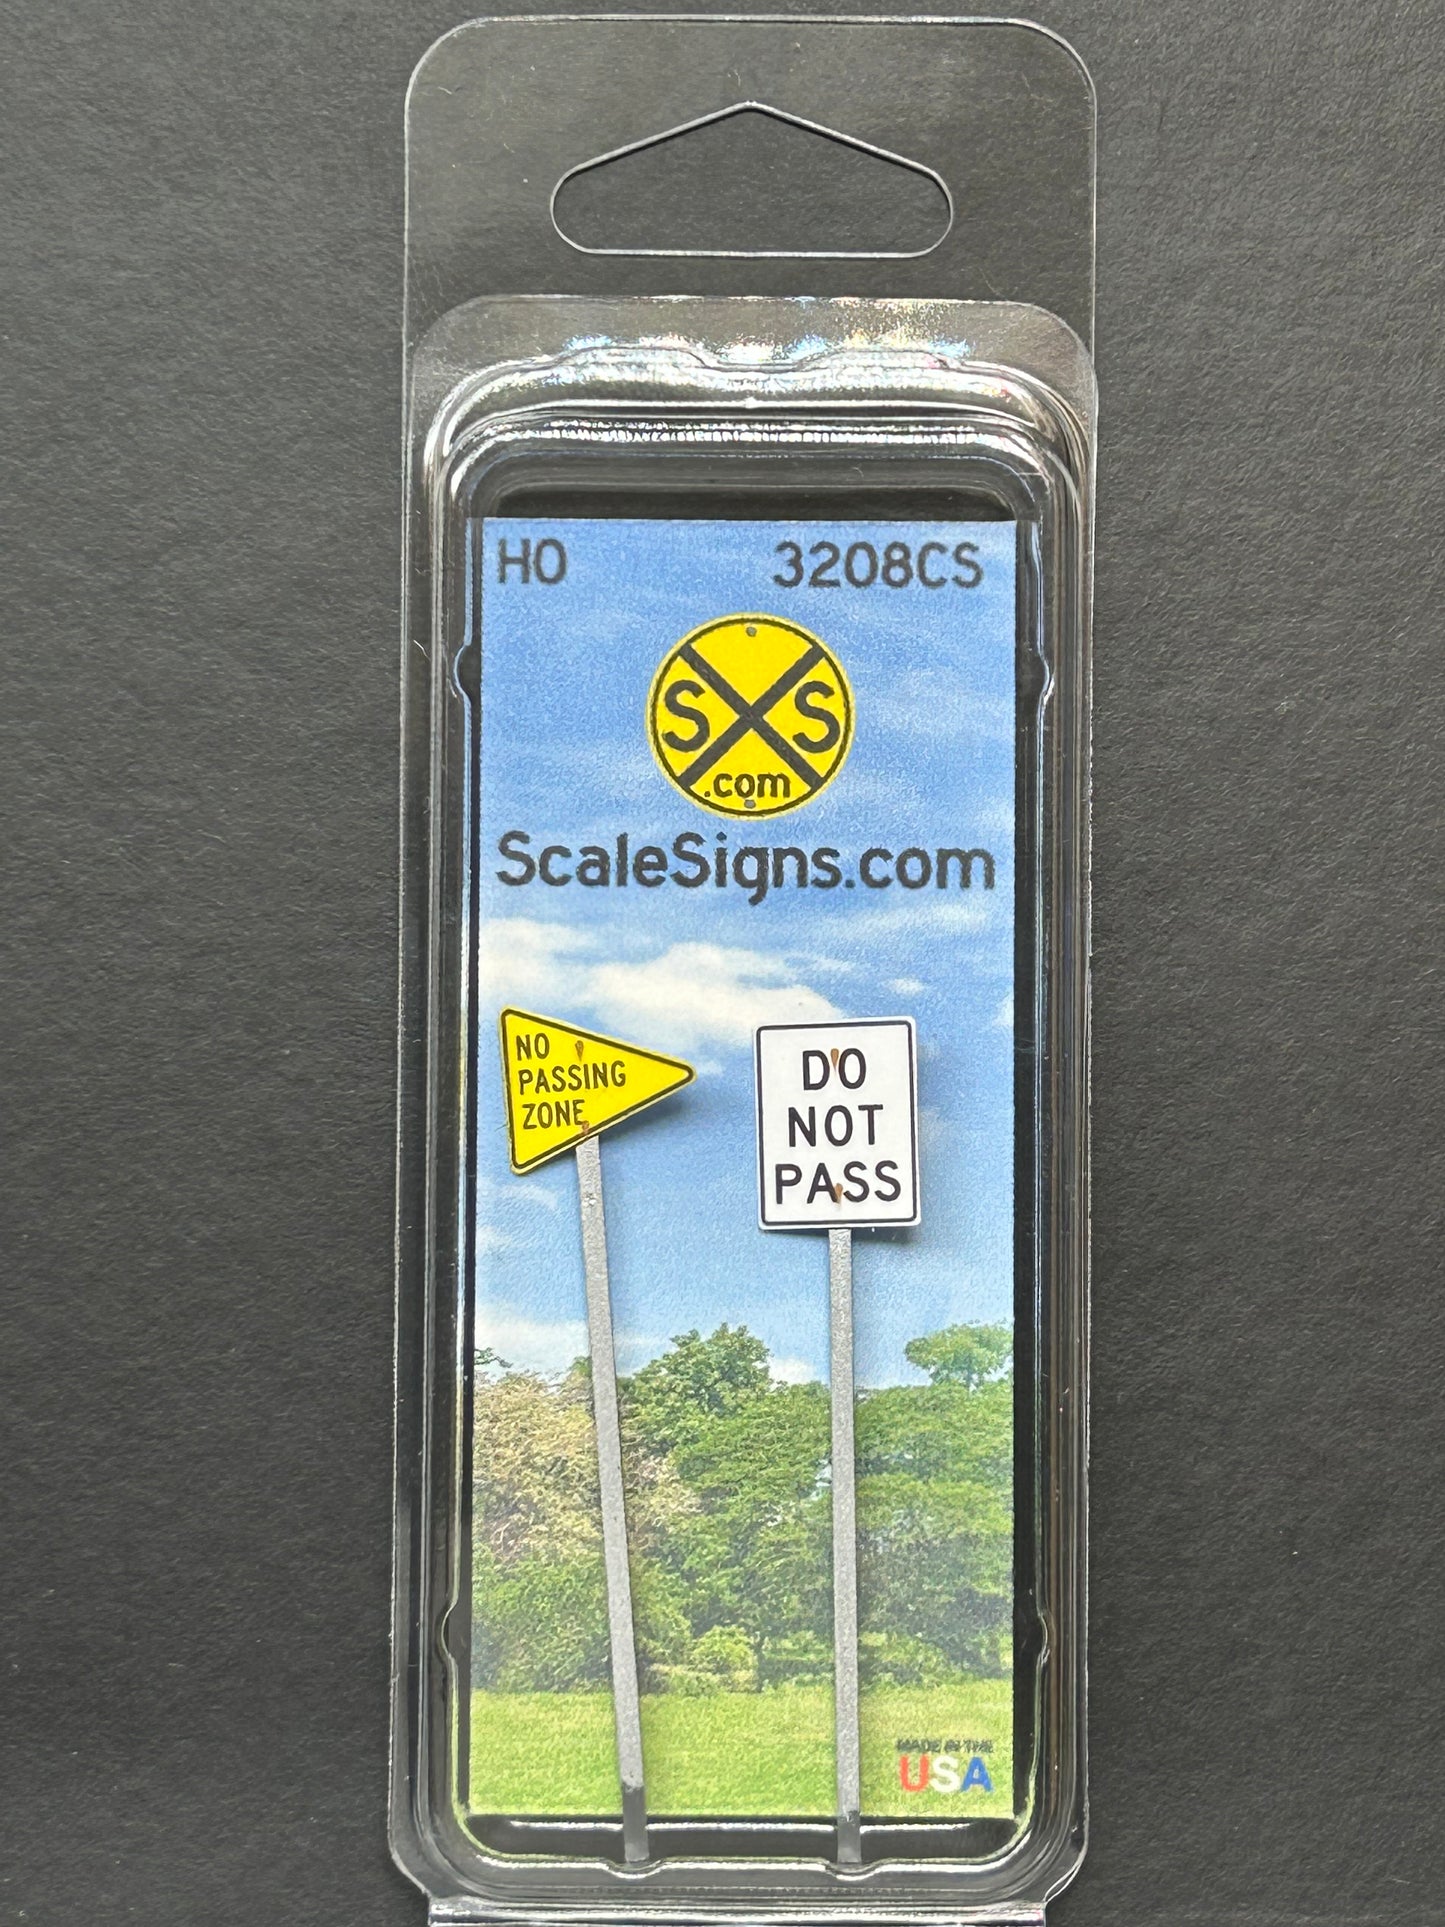 HO 3208CS
S S
.com
ScaleSigns.com
NO
PASSING
ZONE
DO
NOT
PASS
MADE IN THE
USA